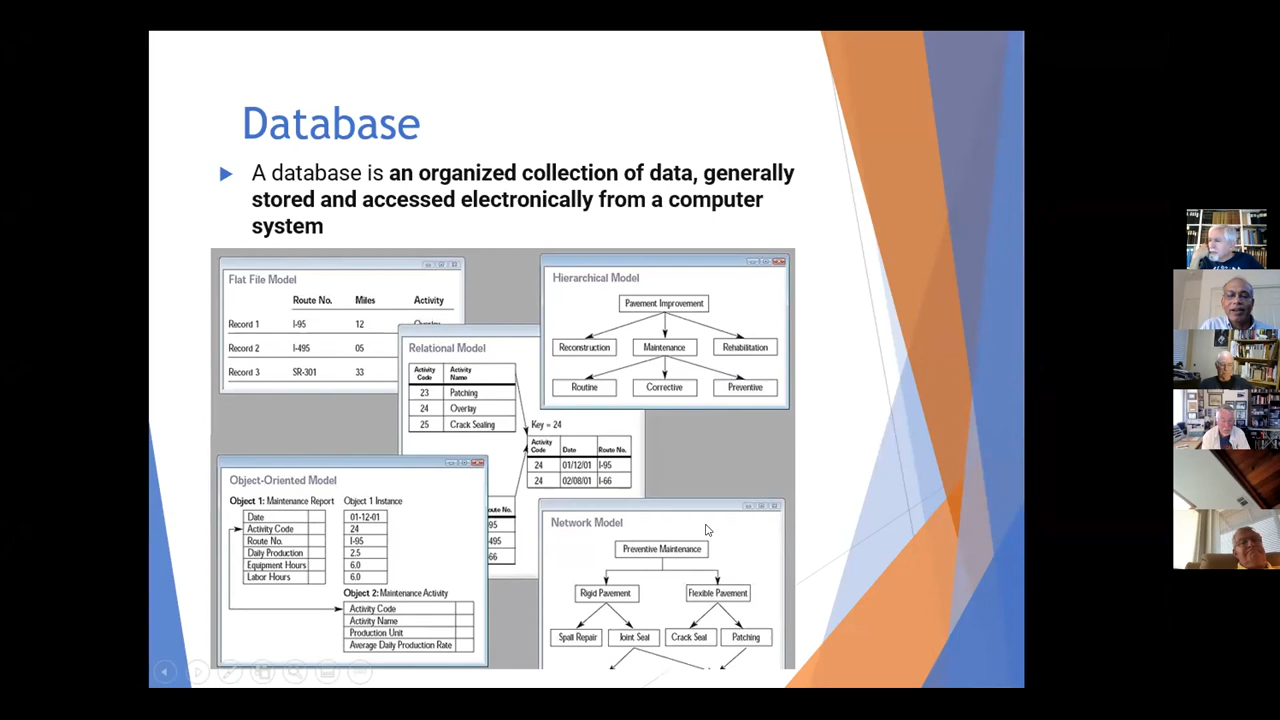 Database
A database is an organized collection of data, generally
stored and accessed electronically from a computer
system
Flat File Model
Route No. Miles Activity
Record 1 I-95 12 Overlay
Record 2 I-495 05
Record 3 SR-301 33
Relational Model
Activity Code Activity Name
23 Patching
24 Overlay
25 Crack Sealing
Key = 24
Activity Code Date Route No.
24 01/12/01 I-95
24 02/08/01 I-66
95
495
66
Hierarchical Model
Pavement Improvement
Reconstruction Maintenance Rehabilitation
Routine Corrective Preventive
Object-Oriented Model
Object 1: Maintenance Report Object 1 Instance
Date 01-12-01
Activity Code 24
Route No. I-95
Daily Production 2.5
Equipment Hours 6.0
Labor Hours 6.0
Object 2: Maintenance Activity
Activity Code
Activity Name
Production Unit
Average Daily Production Rate
Network Model
Preventive Maintenance
Rigid Pavement Flexible Pavement
Spall Repair Joint Seal Crack Seal Patching